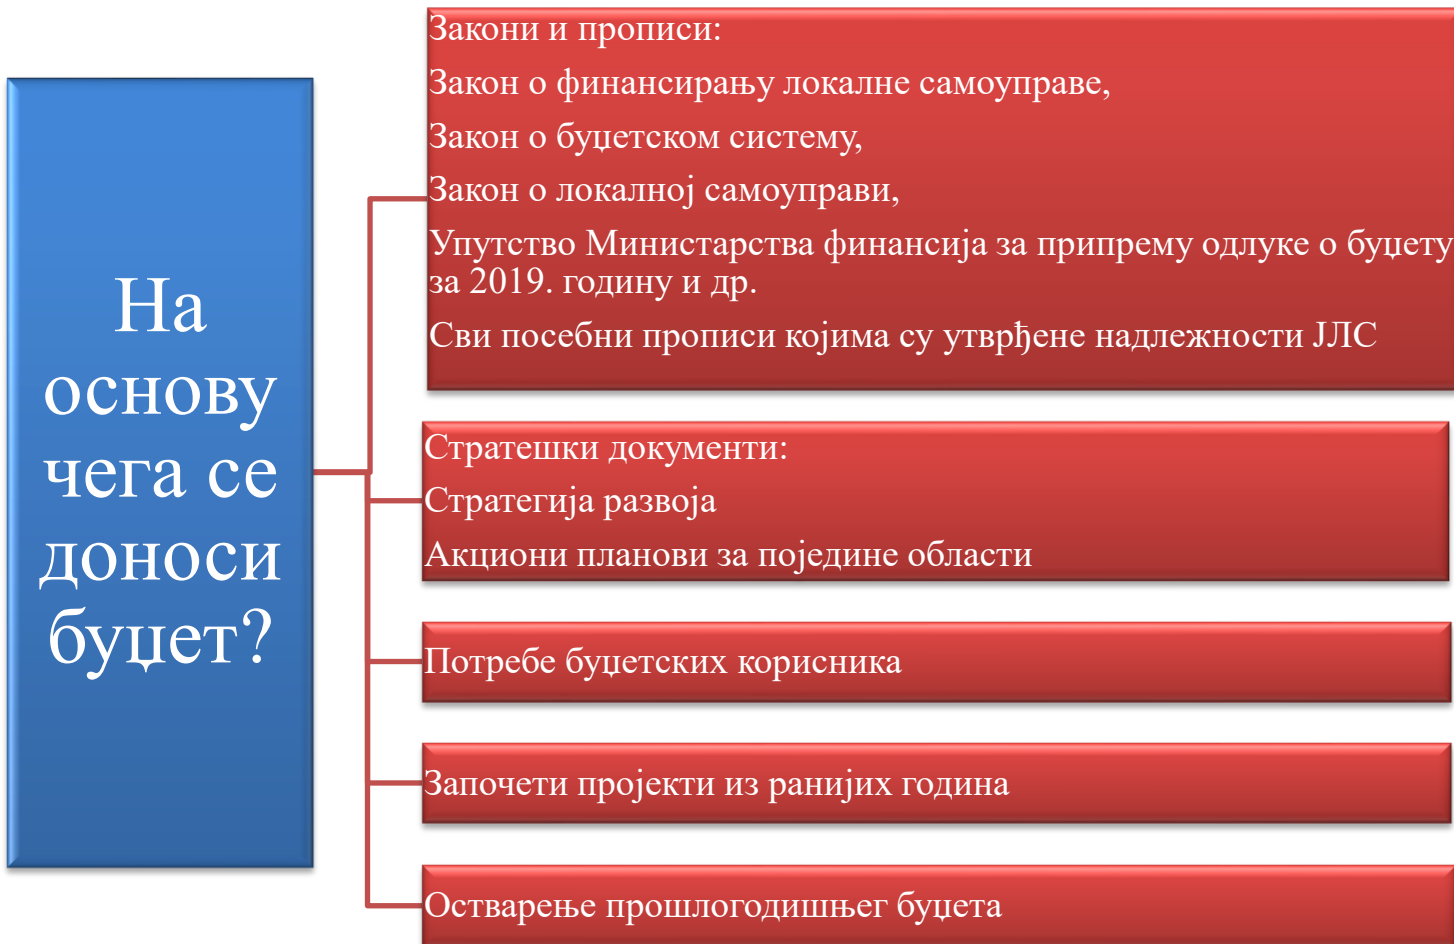 На
основу
чега се
доноси
буџет?
Закони и прописи:
Закон о финансирању локалне самоуправе,
Закон о буџетском систему,
Закон о локалној самоуправи,
Упутство Министарства финансија за припрему одлуке о буџету
за 2019. годину и др.
Сви посебни прописи којима су утврђене надлежности ЈЛС
Стратешки документи:
Стратегија развоја
Акциони планови за поједине области
Потребе буџетских корисника
Започети пројекти из ранијих година
Остварење прошлогодишњег буџета